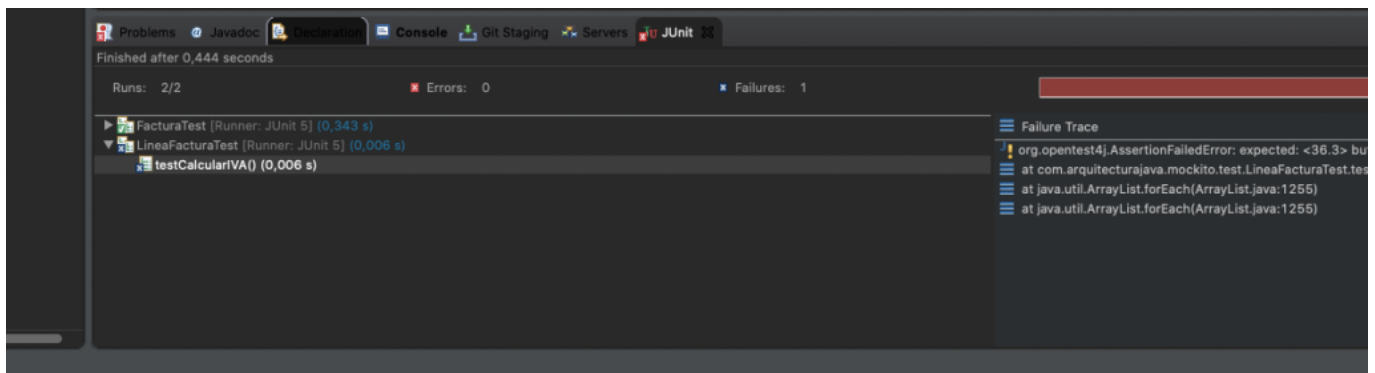 Problems @ Javadoc Declaration Console Git Staging Servers JUnit
Finished after 0,444 seconds
Runs: 2/2 Errors: 0 Failures: 1
FacturaTest [Runner: JUnit 5] (0,343 s)
LineaFacturaTest [Runner: JUnit 5] (0,006 s)
testCalcularIVA() (0,006 s)
Failure Trace
org.opentest4j.AssertionFailedError: expected: <36.3> bu
at com.arquitecturajava.mockito.test.LineaFacturaTest.tes
at java.util.ArrayList.forEach(ArrayList.java:1255)
at java.util.ArrayList.forEach(ArrayList.java:1255)